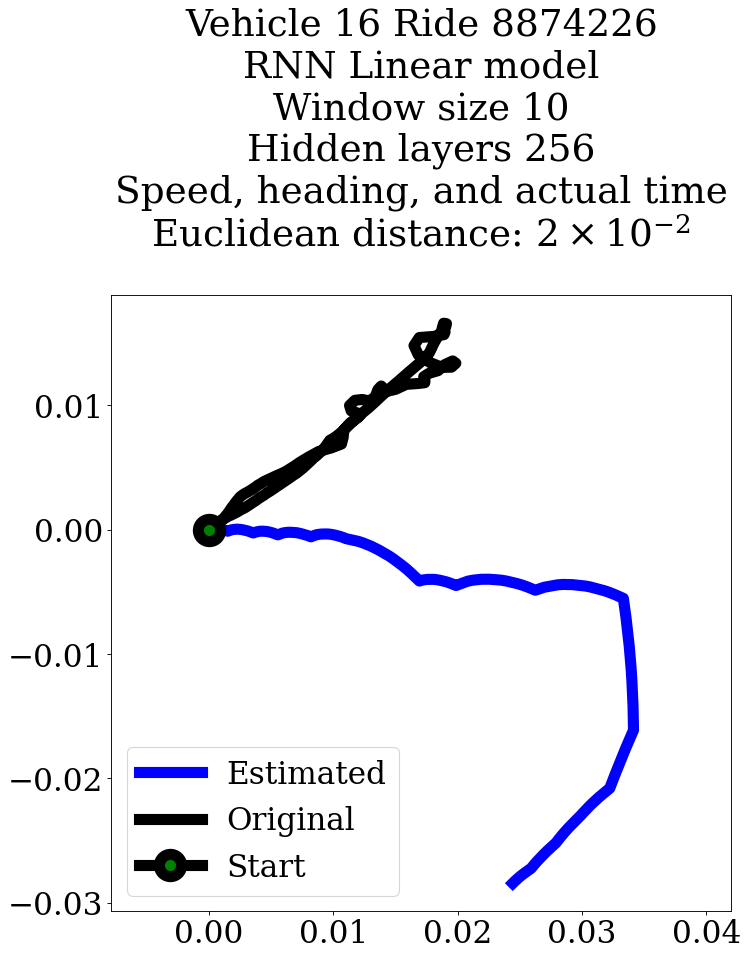 Vehicle 16 Ride 8874226
RNN Linear model
Window size 10
Hidden layers 256
Speed, heading, and actual time
Euclidean distance: 2 × 10⁻²
0.01
0.00
−0.01
−0.02
−0.03
Estimated
Original
Start
0.00 0.01 0.02 0.03 0.04